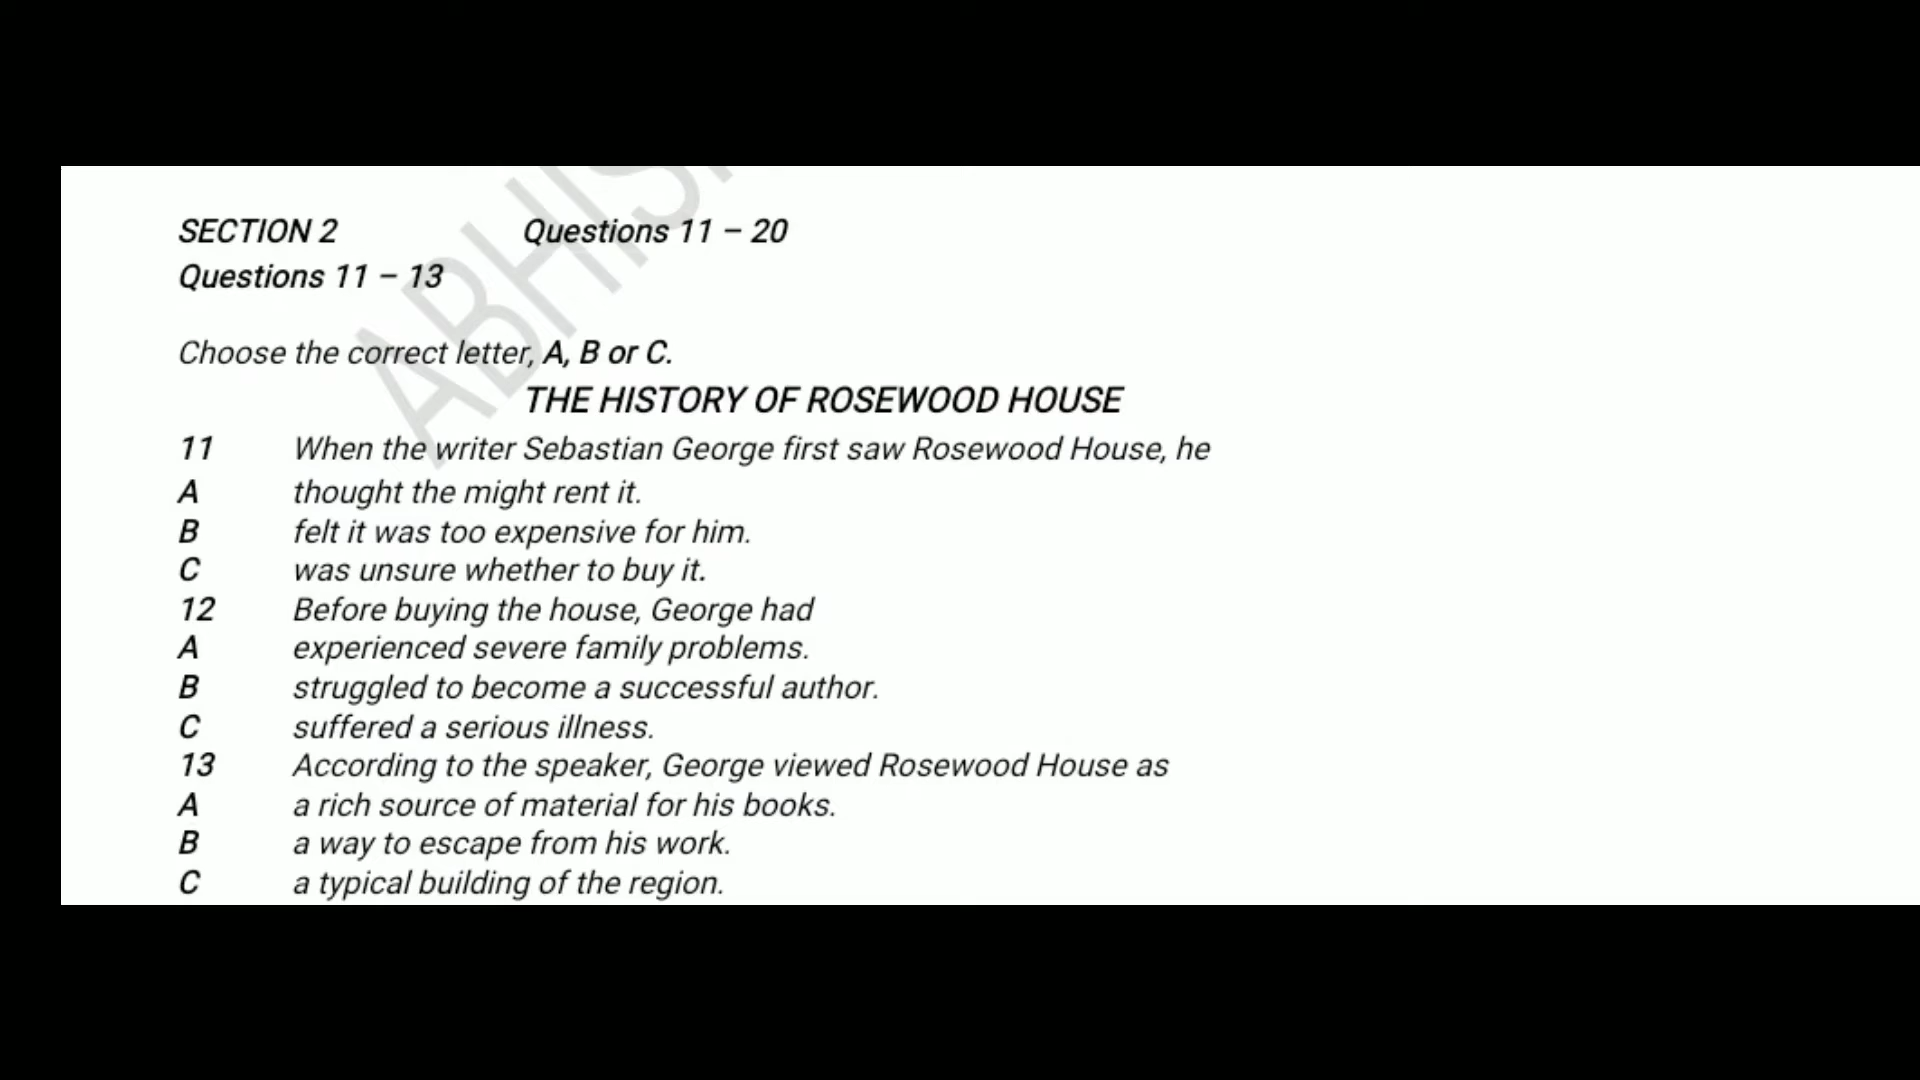 SECTION 2 Questions 11 – 20
Questions 11 – 13
Choose the correct letter, A, B or C.
THE HISTORY OF ROSEWOOD HOUSE
11 When the writer Sebastian George first saw Rosewood House, he
A thought the might rent it.
B felt it was too expensive for him.
C was unsure whether to buy it.
12 Before buying the house, George had
A experienced severe family problems.
B struggled to become a successful author.
C suffered a serious illness.
13 According to the speaker, George viewed Rosewood House as
A a rich source of material for his books.
B a way to escape from his work.
C a typical building of the region.